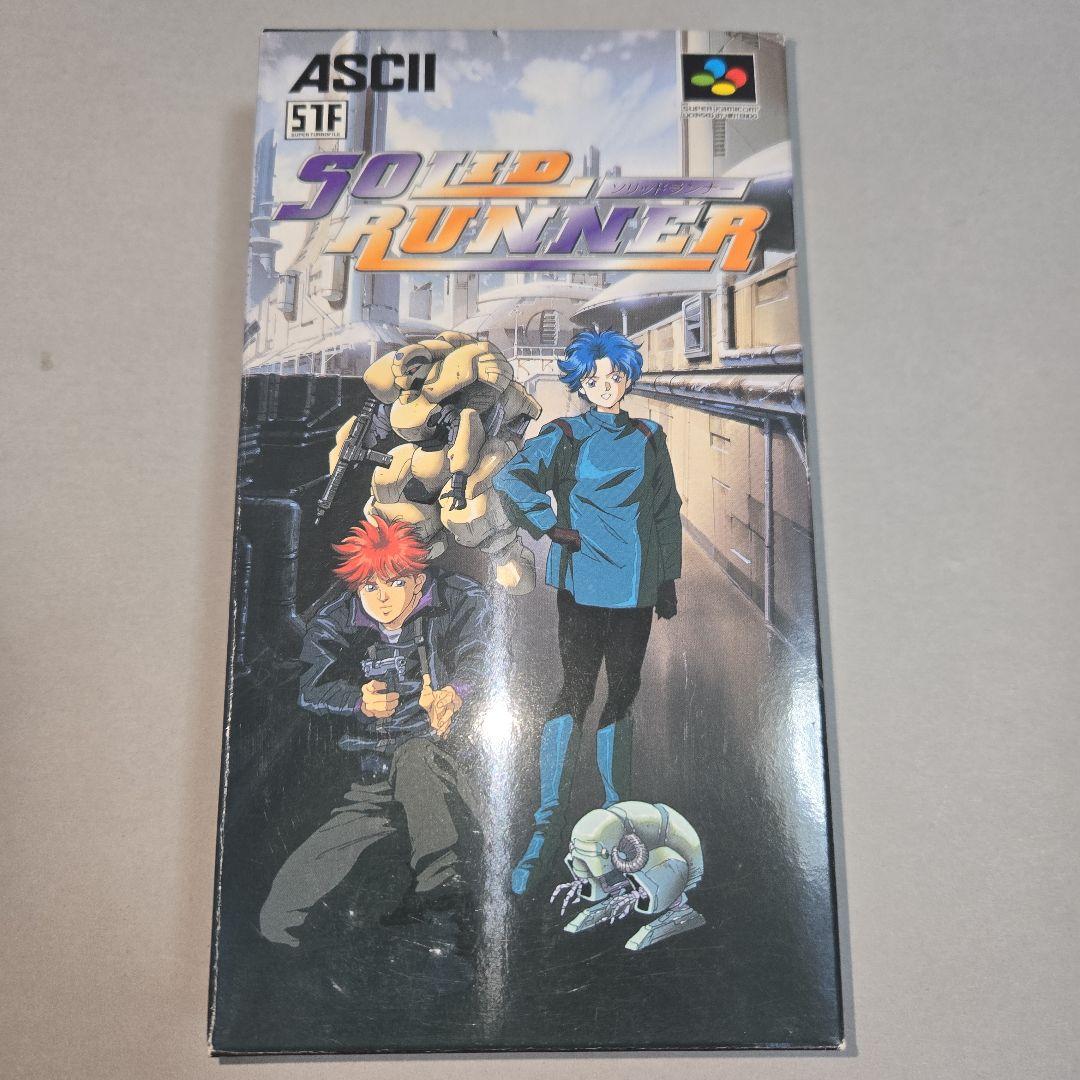 ASCII
STF
SUPER TURBOFILE
SUPER FAMICOM
LICENSED BY NINTENDO
SOLID
ソリッドランナー
RUNNER